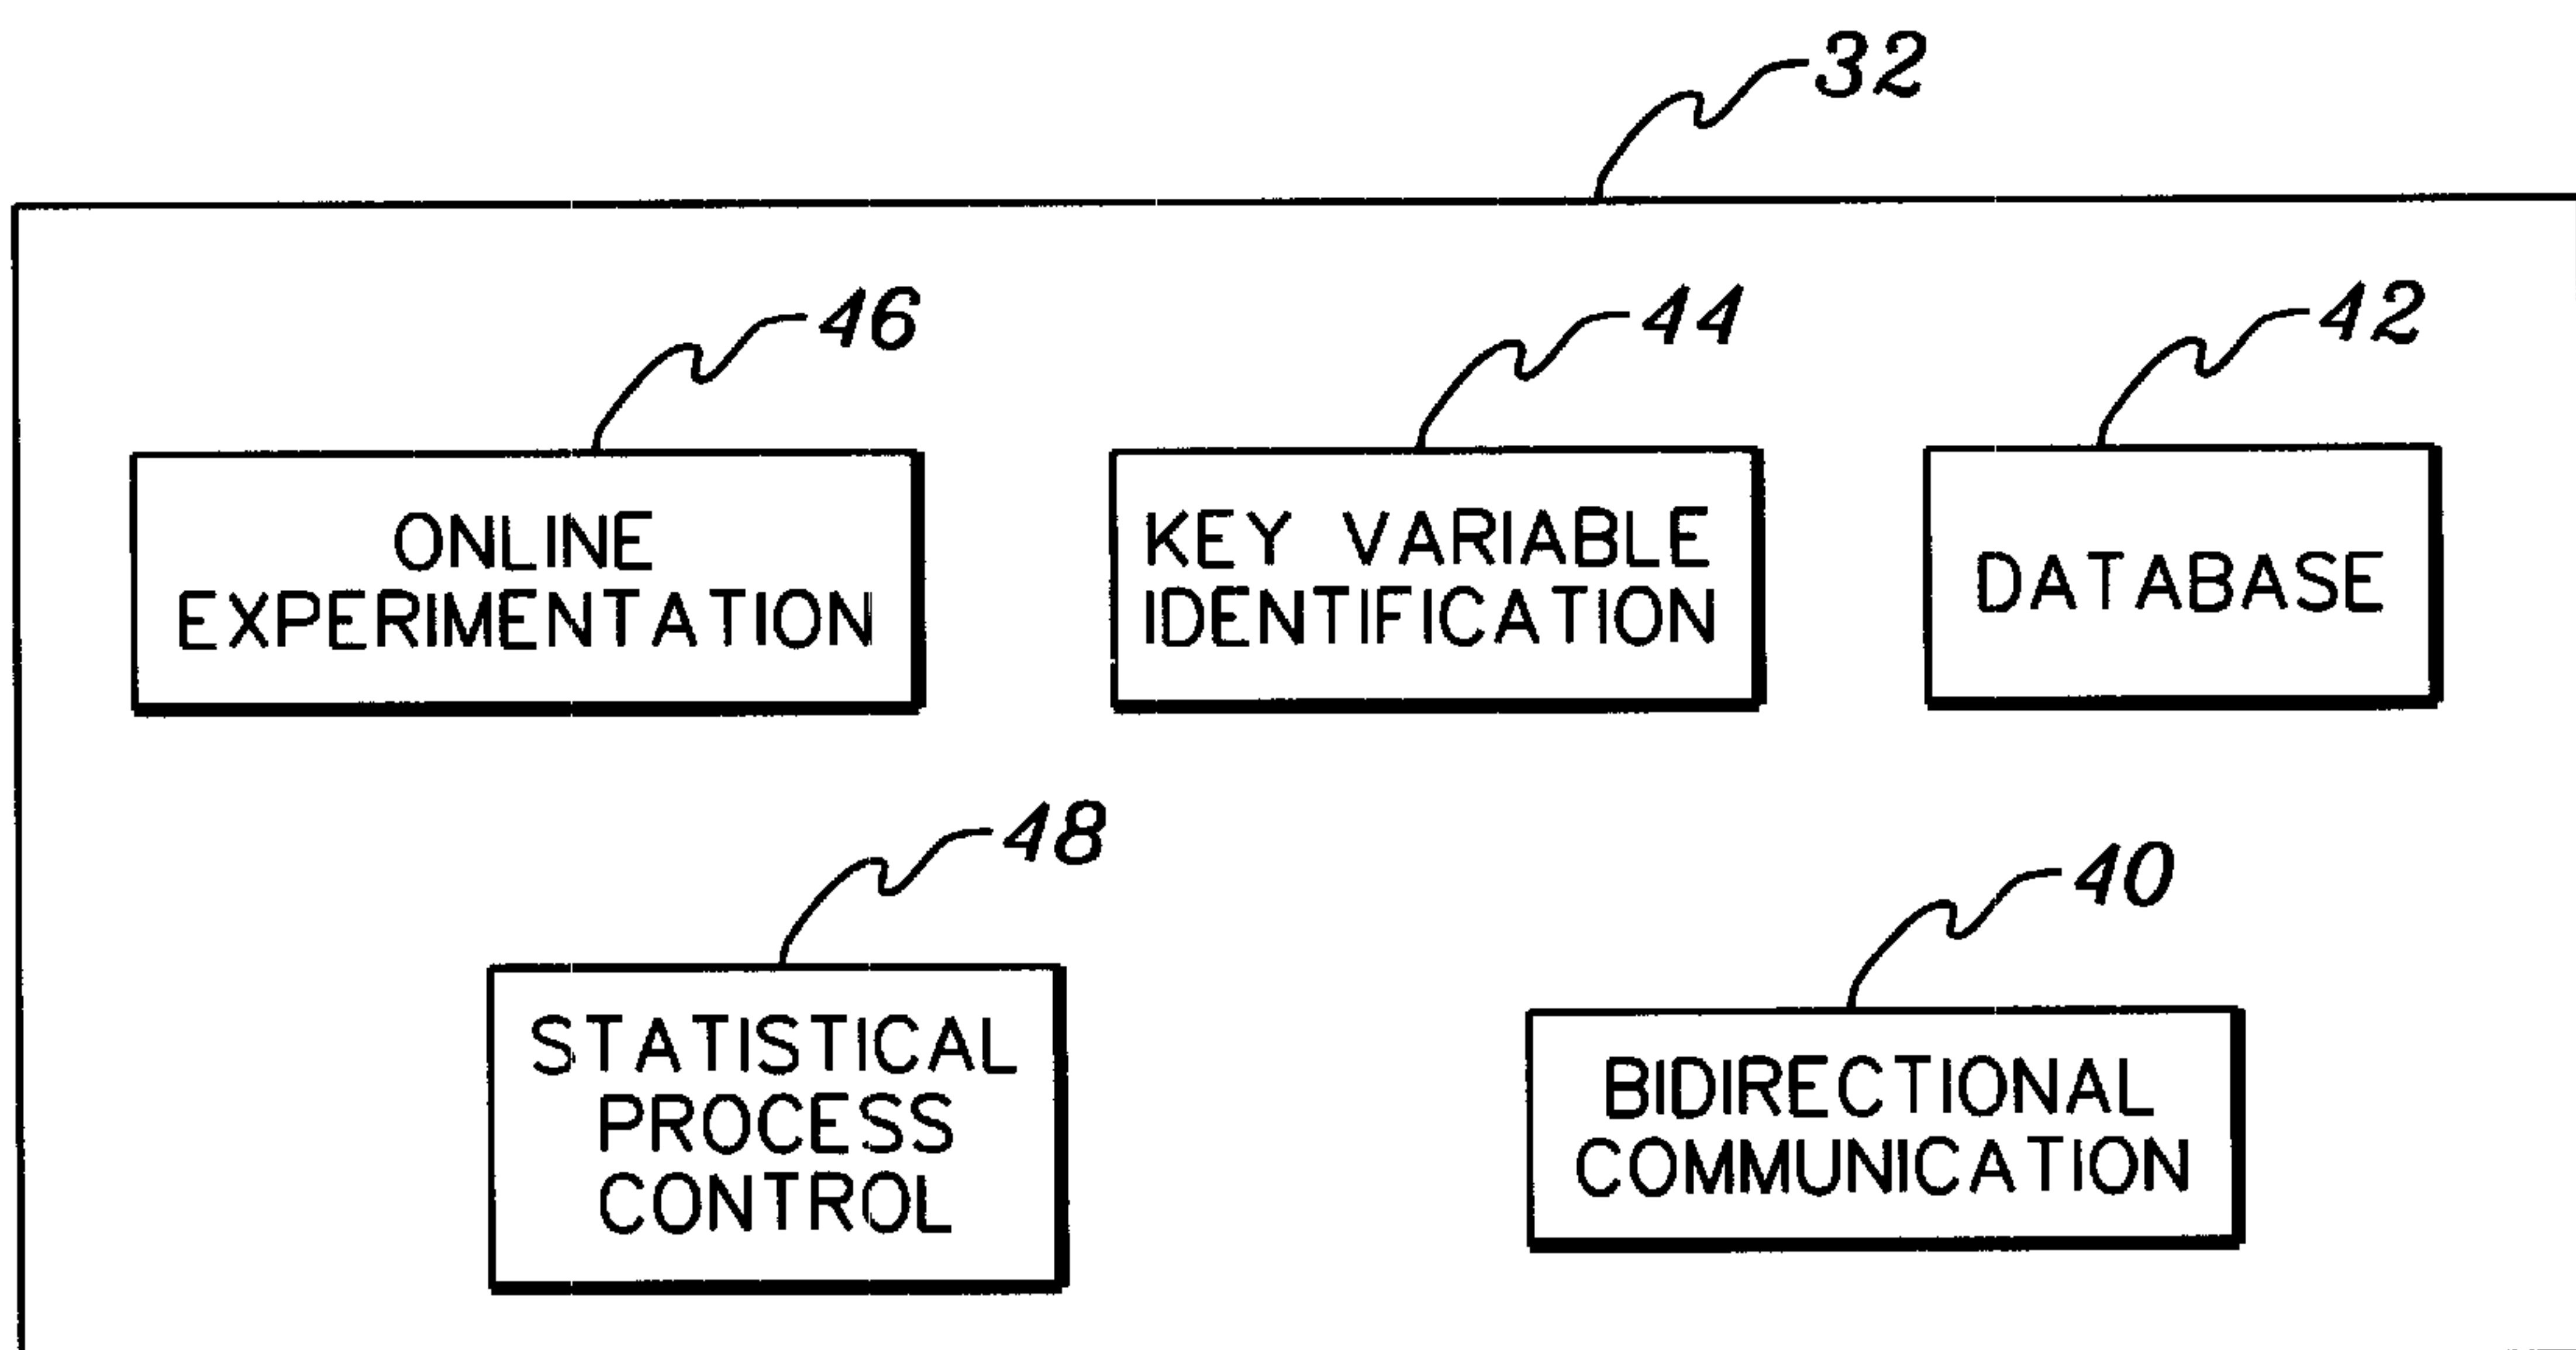 32
46
44
42
ONLINE
EXPERIMENTATION
KEY VARIABLE
IDENTIFICATION
DATABASE
48
40
STATISTICAL
PROCESS
CONTROL
BIDIRECTIONAL
COMMUNICATION